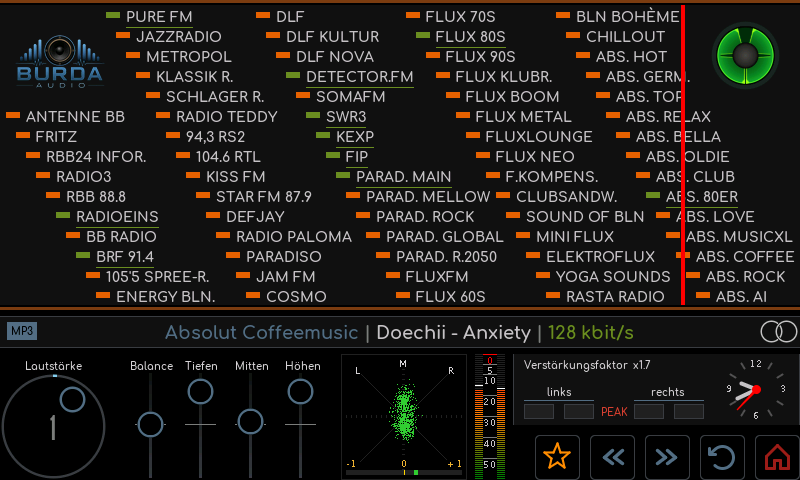 PURE FM
JAZZRADIO
METROPOL
KLASSIK R.
SCHLAGER R.
BURDA
AUDIO
ANTENNE BB
FRITZ
RBB24 INFOR.
RADIO3
RBB 88.8
RADIOEINS
BB RADIO
BRF 91.4
105'5 SPREE-R.
ENERGY BLN.
RADIO TEDDY
94,3 RS2
104.6 RTL
KISS FM
STAR FM 87.9
DEFJAY
RADIO PALOMA
PARADISO
JAM FM
COSMO
DLF
DLF KULTUR
DLF NOVA
DETECTOR.FM
SOMAFM
SWR3
KEXP
FIP
PARAD. MAIN
PARAD. MELLOW
PARAD. ROCK
PARAD. GLOBAL
PARAD. R.2050
FLUXFM
FLUX 60S
FLUX 70S
FLUX 80S
FLUX 90S
FLUX KLUBR.
FLUX BOOM
FLUX METAL
FLUXLOUNGE
FLUX NEO
F.KOMPENS.
CLUBSANDW.
SOUND OF BLN
MINI FLUX
ELEKTROFLUX
YOGA SOUNDS
RASTA RADIO
BLN BOHÈME
CHILLOUT
ABS. HOT
ABS. GERM.
ABS. TOP
ABS. RELAX
ABS. BELLA
ABS. OLDIE
ABS. CLUB
ABS. 80ER
ABS. LOVE
ABS. MUSICXL
ABS. COFFEE
ABS. ROCK
ABS. AI
MP3
Absolut Coffeemusic | Doechii - Anxiety | 128 kbit/s
Lautstärke
1
Balance
Tiefen
Mitten
Höhen
M
L
R
-1
0
+1
0
5
10
20
30
40
50
Verstärkungsfaktor x1.7
links
rechts
PEAK
12
3
6
9